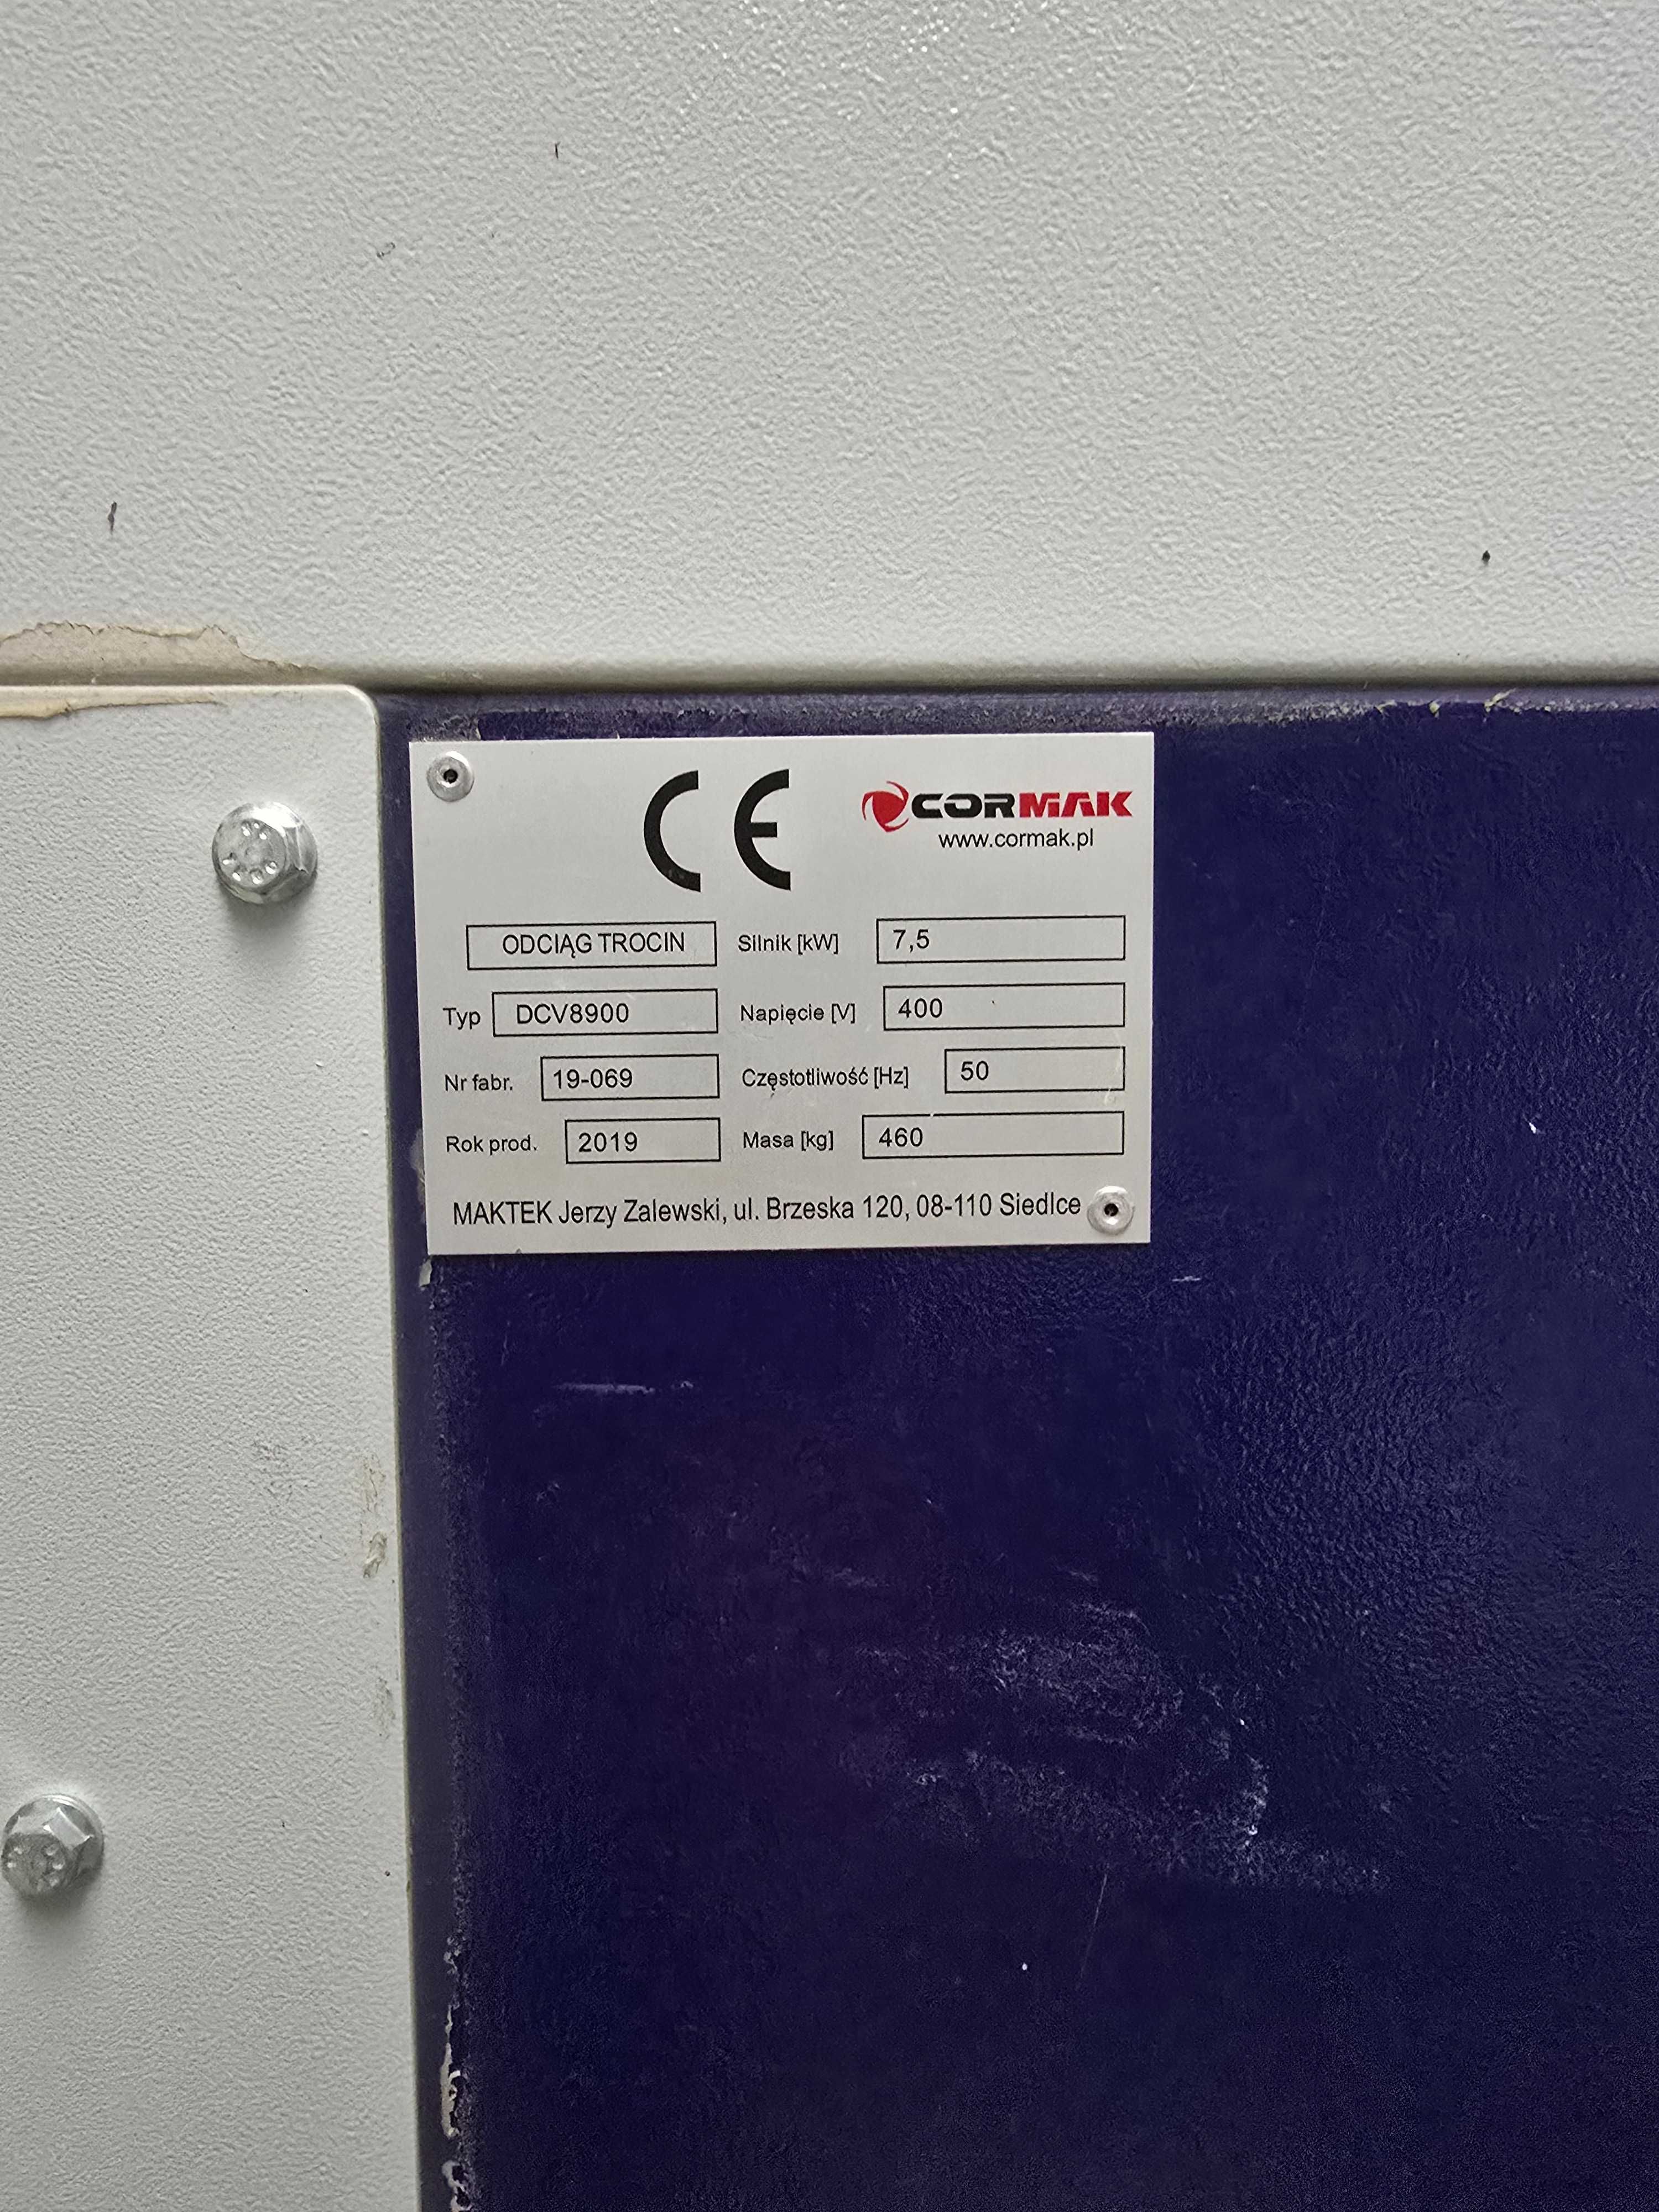 CE
CORMAK
www.cormak.pl
ODCIĄG TROCIN Silnik [kW] 7,5
Typ DCV8900 Napięcie [V] 400
Nr fabr. 19-069 Częstotliwość [Hz] 50
Rok prod. 2019 Masa [kg] 460
MAKTEK Jerzy Zalewski, ul. Brzeska 120, 08-110 Siedlce